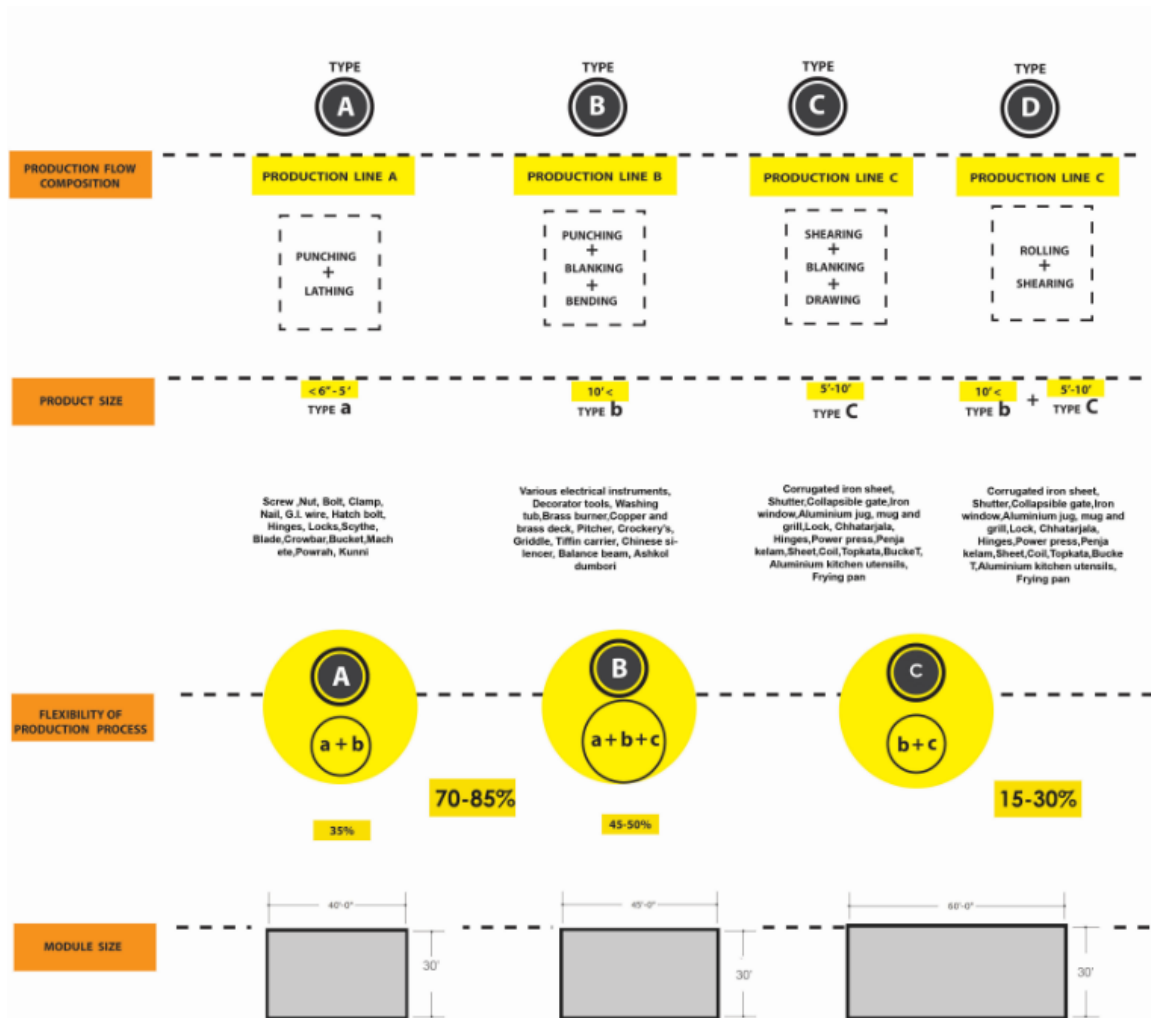 TYPE
A
TYPE
B
TYPE
C
TYPE
D
PRODUCTION FLOW
COMPOSITION
PRODUCTION LINE A
PRODUCTION LINE B
PRODUCTION LINE C
PRODUCTION LINE C
PUNCHING
+
LATHING
PUNCHING
+
BLANKING
+
BENDING
SHEARING
+
BLANKING
+
DRAWING
ROLLING
+
SHEARING
PRODUCT SIZE
< 6" - 5'
TYPE a
10' <
TYPE b
5'-10'
TYPE C
10' <
TYPE b
+
5'-10'
TYPE C
Screw ,Nut, Bolt, Clamp,
Nail, G.I. wire, Hatch bolt,
Hinges, Locks,Scythe,
Blade,Crowbar,Bucket,Mach
ete,Powrah, Kunni
Various electrical instruments,
Decorator tools, Washing
tub,Brass burner,Copper and
brass deck, Pitcher, Crockery's,
Griddle, Tiffin carrier, Chinese si-
lencer, Balance beam, Ashkol
dumbori
Corrugated iron sheet,
Shutter,Collapsible gate,Iron
window,Aluminium jug, mug and
grill,Lock, Chhatarjala,
Hinges,Power press,Penja
kelam,Sheet,Coil,Topkata,BuckeT,
Aluminium kitchen utensils,
Frying pan
Corrugated iron sheet,
Shutter,Collapsible gate,Iron
window,Aluminium jug, mug and
grill,Lock, Chhatarjala,
Hinges,Power press,Penja
kelam,Sheet,Coil,Topkata,Bucke
T,Aluminium kitchen utensils,
Frying pan
FLEXIBILITY OF
PRODUCTION PROCESS
A
a + b
B
a + b + c
C
b + c
70-85%
35%
45-50%
15-30%
MODULE SIZE
40'-0"
30'
45'-0"
30'
60'-0"
30'